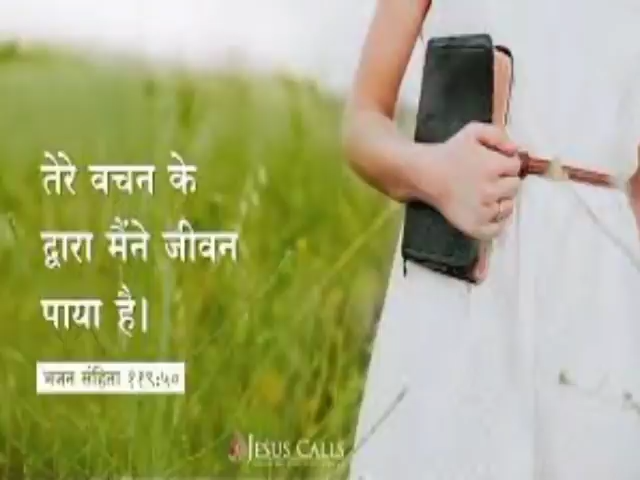 तेरे वचन के
द्वारा मैंने जीवन
पाया है।
भजन संहिता ११९:५०
JESUS CALLS